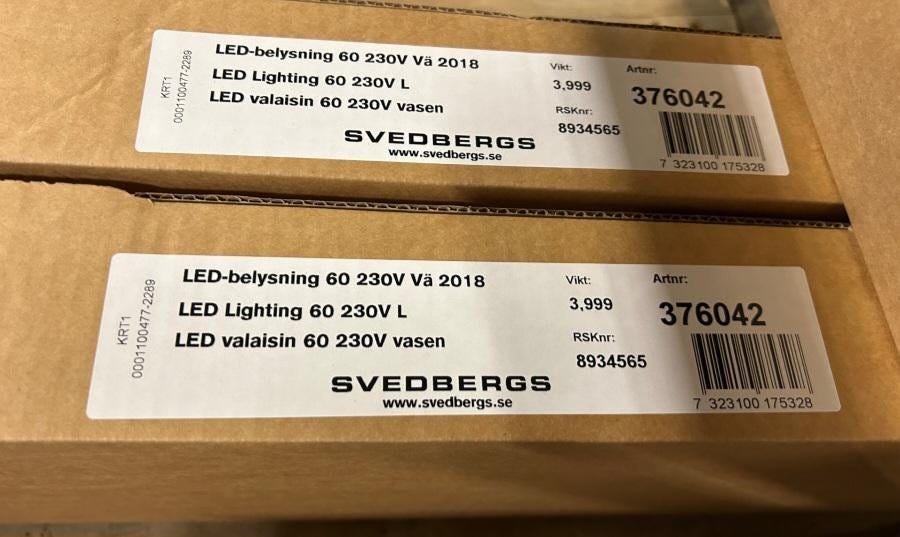 KRT1
0001100477-2289
LED-belysning 60 230V Vä 2018
LED Lighting 60 230V L
LED valaisin 60 230V vasen
SVEDBERGS
www.svedbergs.se
Vikt:
3,999
RSKnr:
8934565
Artnr:
376042
7 323100 175328
KRT1
0001100477-2289
LED-belysning 60 230V Vä 2018
LED Lighting 60 230V L
LED valaisin 60 230V vasen
SVEDBERGS
www.svedbergs.se
Vikt:
3,999
RSKnr:
8934565
Artnr:
376042
7 323100 175328